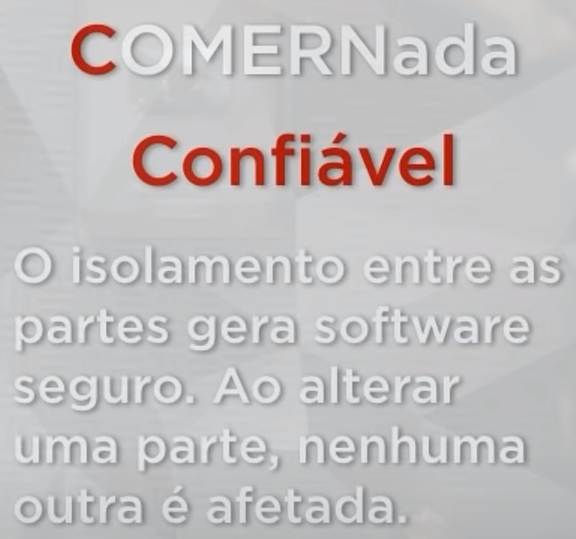 COMERNada
Confiável
O isolamento entre as
partes gera software
seguro. Ao alterar
uma parte, nenhuma
outra é afetada.